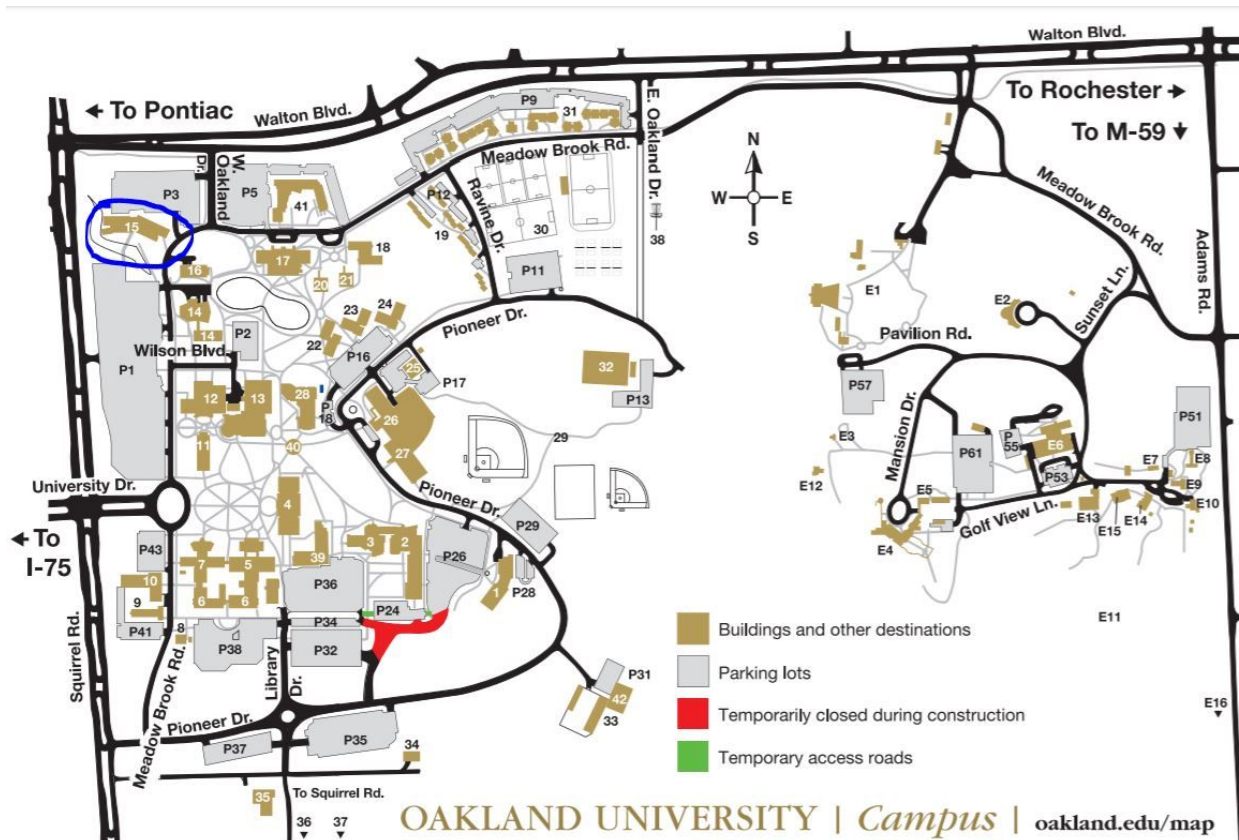 Walton Blvd.
← To Pontiac
To Rochester →
Walton Blvd.
To M-59 ↓
P9
31
E. Oakland Dr.
Meadow Brook Rd.
N
W E
S
W. Oakland
Dr.
P3
P5
41
P12
Ravine Dr.
30
38
Meadow Brook Rd.
Adams Rd.
15
19
18
17
16
20
21
P11
E1
E2
Sunset Ln.
14
14
P2
22
23
24
Pioneer Dr.
Pavilion Rd.
Wilson Blvd.
P16
P1
25
P17
32
P13
P57
12
13
28
P
18
26
Mansion Dr.
P51
11
40
27
29
E3
P61
P
55
E6
E7
E8
University Dr.
4
Pioneer Dr.
E12
P53
E9
E5
E10
← To
I-75
P43
P29
E4
Golf View Ln.
E13
E15
E14
7
5
39
3
2
P26
10
P36
1
P28
9
6
6
P24
E11
P41
8
P34
Buildings and other destinations
P38
P32
Parking lots
Squirrel Rd.
Meadow Brook Rd.
Library
Dr.
P31
42
33
E16
Temporarily closed during construction
Pioneer Dr.
P37
P35
34
Temporary access roads
35
To Squirrel Rd.
36
37
OAKLAND UNIVERSITY | Campus | oakland.edu/map